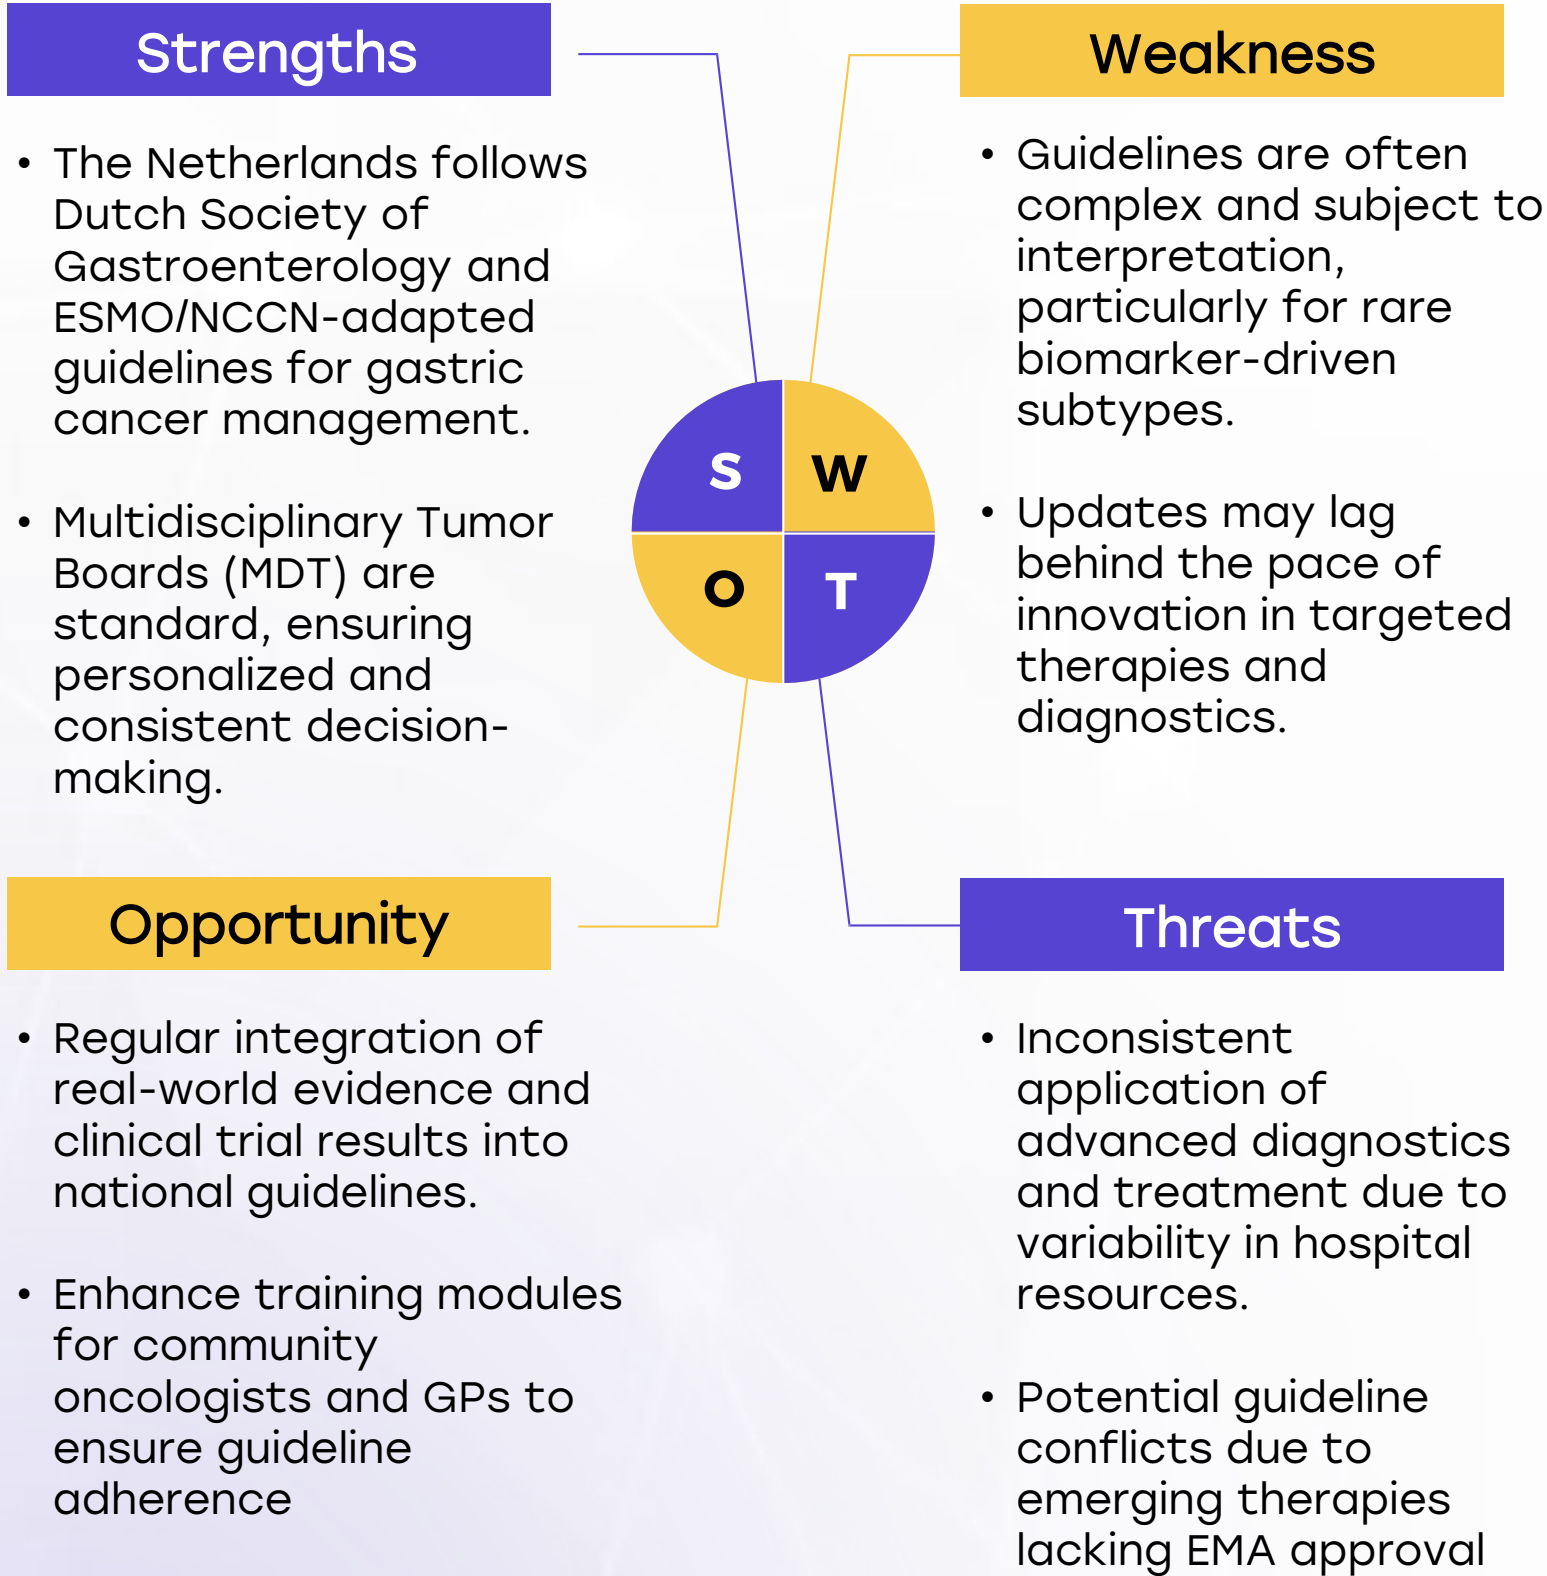 Strengths
• The Netherlands follows
Dutch Society of
Gastroenterology and
ESMO/NCCN-adapted
guidelines for gastric
cancer management.
• Multidisciplinary Tumor
Boards (MDT) are
standard, ensuring
personalized and
consistent decision-
making.
Weakness
• Guidelines are often
complex and subject to
interpretation,
particularly for rare
biomarker-driven
subtypes.
• Updates may lag
behind the pace of
innovation in targeted
therapies and
diagnostics.
S
W
O
T
Opportunity
• Regular integration of
real-world evidence and
clinical trial results into
national guidelines.
• Enhance training modules
for community
oncologists and GPs to
ensure guideline
adherence
Threats
• Inconsistent
application of
advanced diagnostics
and treatment due to
variability in hospital
resources.
• Potential guideline
conflicts due to
emerging therapies
lacking EMA approval